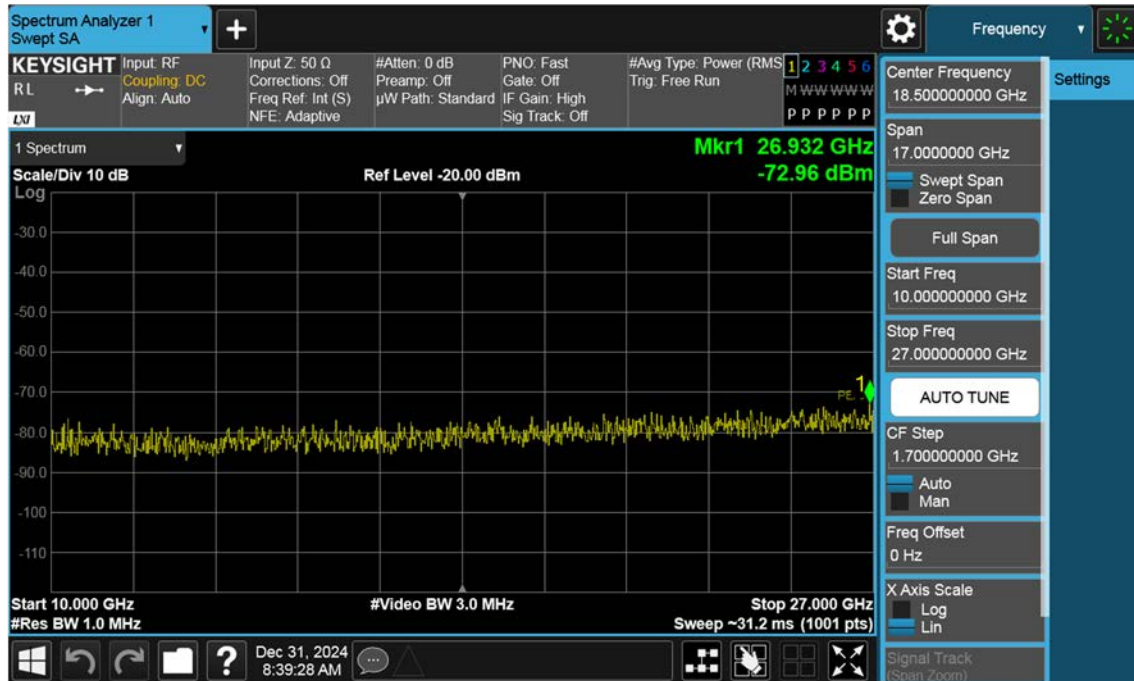 Spectrum Analyzer 1
Swept SA
Frequency
KEYSIGHT
RL
LXI
Input: RF
Coupling: DC
Align: Auto
Input Z: 50 Ω
Corrections: Off
Freq Ref: Int (S)
NFE: Adaptive
#Atten: 0 dB
Preamp: Off
µW Path: Standard
PNO: Fast
Gate: Off
IF Gain: High
Sig Track: Off
#Avg Type: Power (RMS
Trig: Free Run
1 2 3 4 5 6
M W W W W W
P P P P P P
1 Spectrum
Scale/Div 10 dB
Log
Ref Level -20.00 dBm
Mkr1 26.932 GHz
-72.96 dBm
-30.0
-40.0
-50.0
-60.0
-70.0
-80.0
-90.0
-100
-110
1
Start 10.000 GHz
#Res BW 1.0 MHz
#Video BW 3.0 MHz
Stop 27.000 GHz
Sweep ~31.2 ms (1001 pts)
?
Dec 31, 2024
8:39:28 AM
Center Frequency
18.500000000 GHz
Span
17.0000000 GHz
Swept Span
Zero Span
Full Span
Start Freq
10.000000000 GHz
Stop Freq
27.000000000 GHz
AUTO TUNE
CF Step
1.700000000 GHz
Auto
Man
Freq Offset
0 Hz
X Axis Scale
Log
Lin
Signal Track
(Span Zoom)
Settings